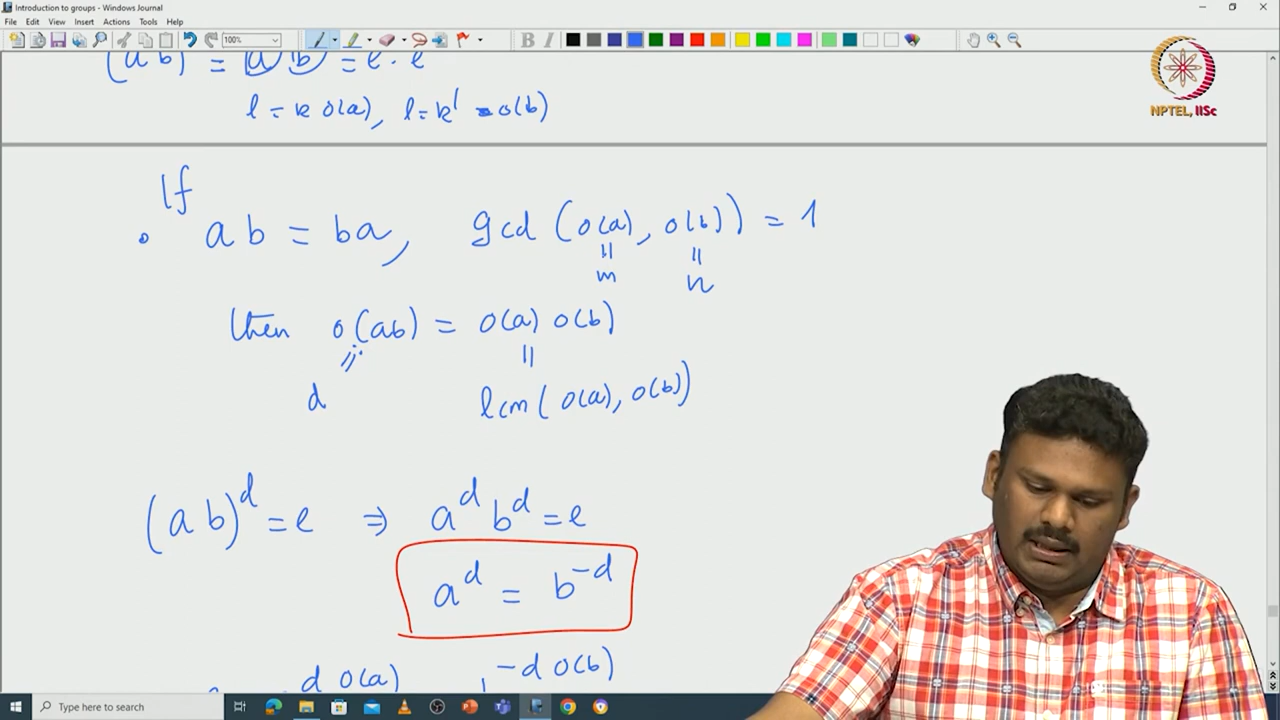 Introduction to groups - Windows Journal
File Edit View Insert Actions Tools Help
100%
B I
NPTEL, IISc
(ab) = a b = e · e
l = k o(a), l = k' o(b)
If
ab = ba, gcd (o(a), o(b)) = 1
= =
m n
then o(ab) = o(a) o(b)
= =
d lcm( o(a), o(b))
(ab)^d = e ⇒ a^d b^d = e
a^d = b^-d
d o(a) -d o(b)
Type here to search